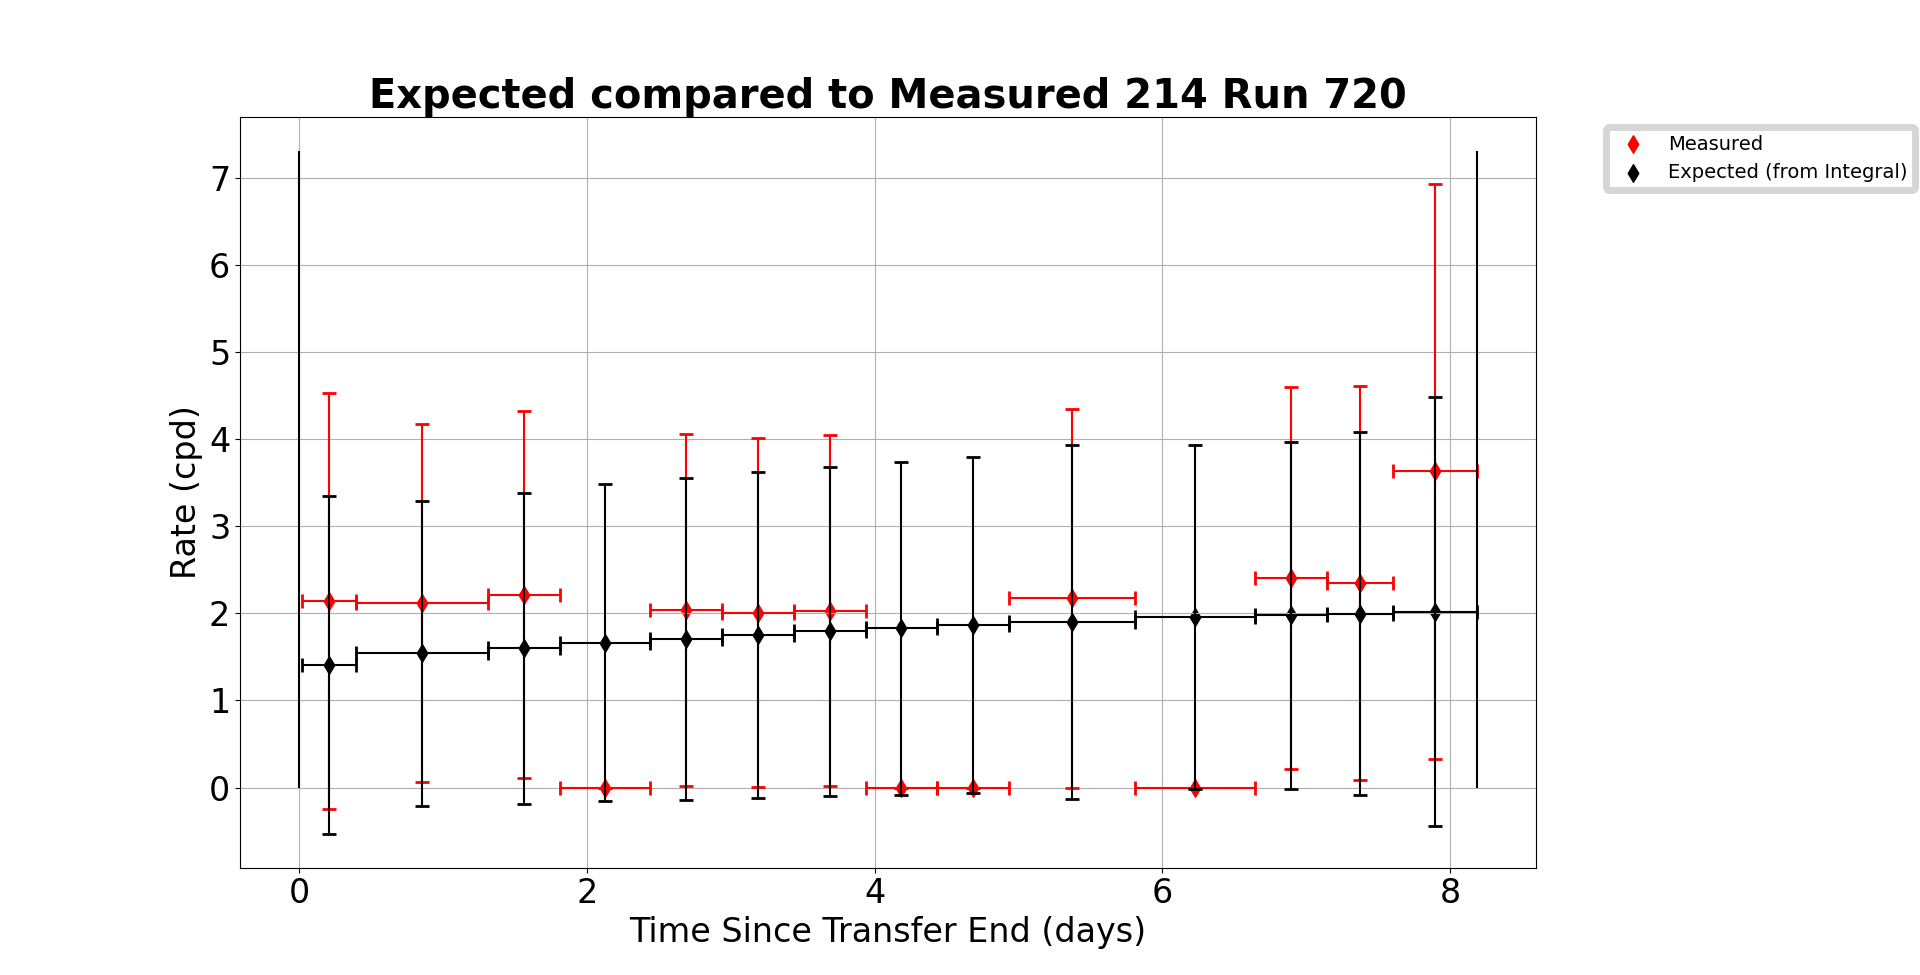 Expected compared to Measured 214 Run 720
Measured
Expected (from Integral)
7
6
5
4
3
2
1
0
Rate (cpd)
0 2 4 6 8
Time Since Transfer End (days)